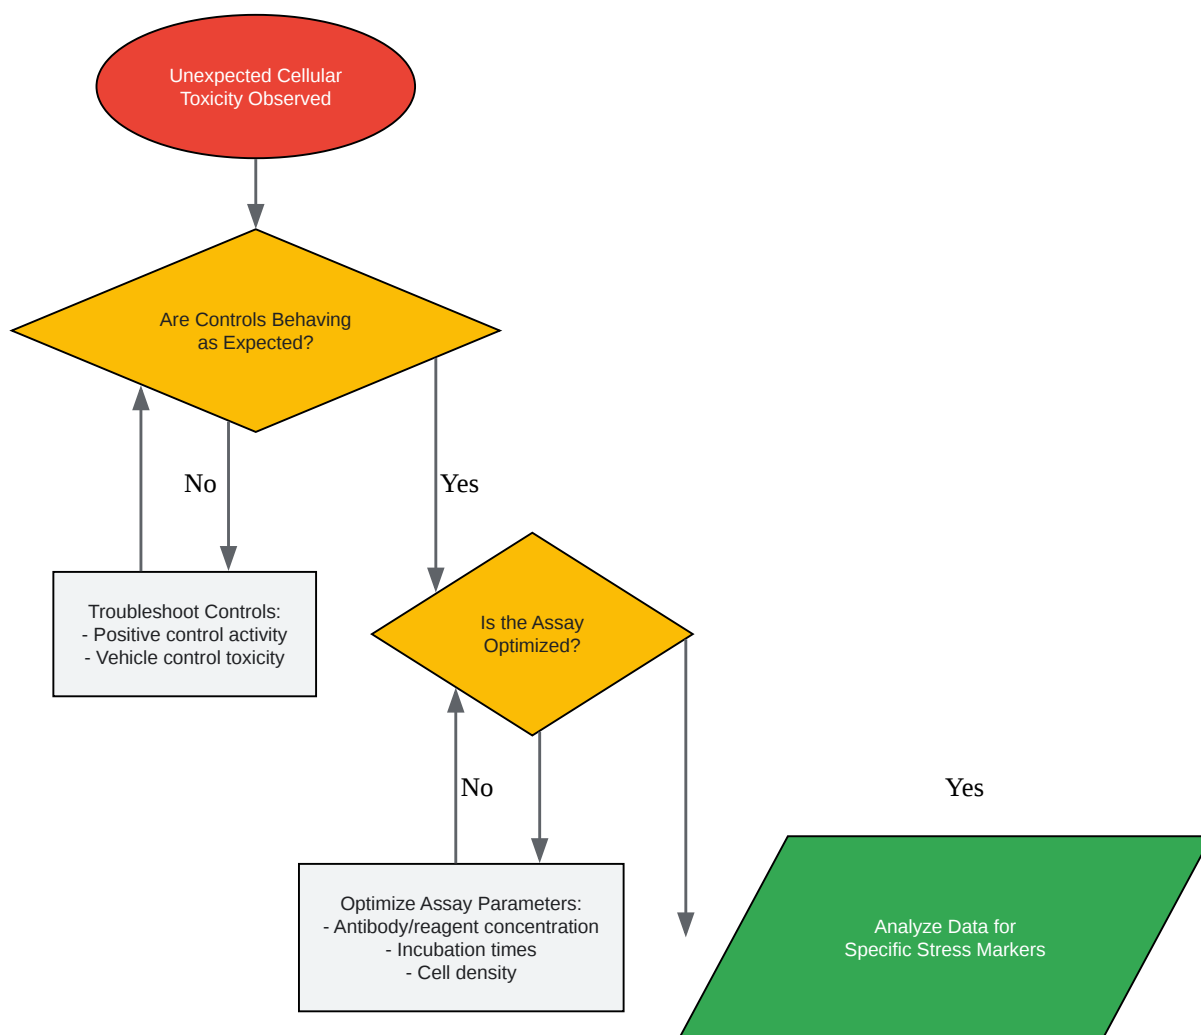 Unexpected Cellular
Toxicity Observed
Are Controls Behaving
as Expected?
No
Yes
Troubleshoot Controls:
- Positive control activity
- Vehicle control toxicity
Is the Assay
Optimized?
No
Yes
Optimize Assay Parameters:
- Antibody/reagent concentration
- Incubation times
- Cell density
Analyze Data for
Specific Stress Markers